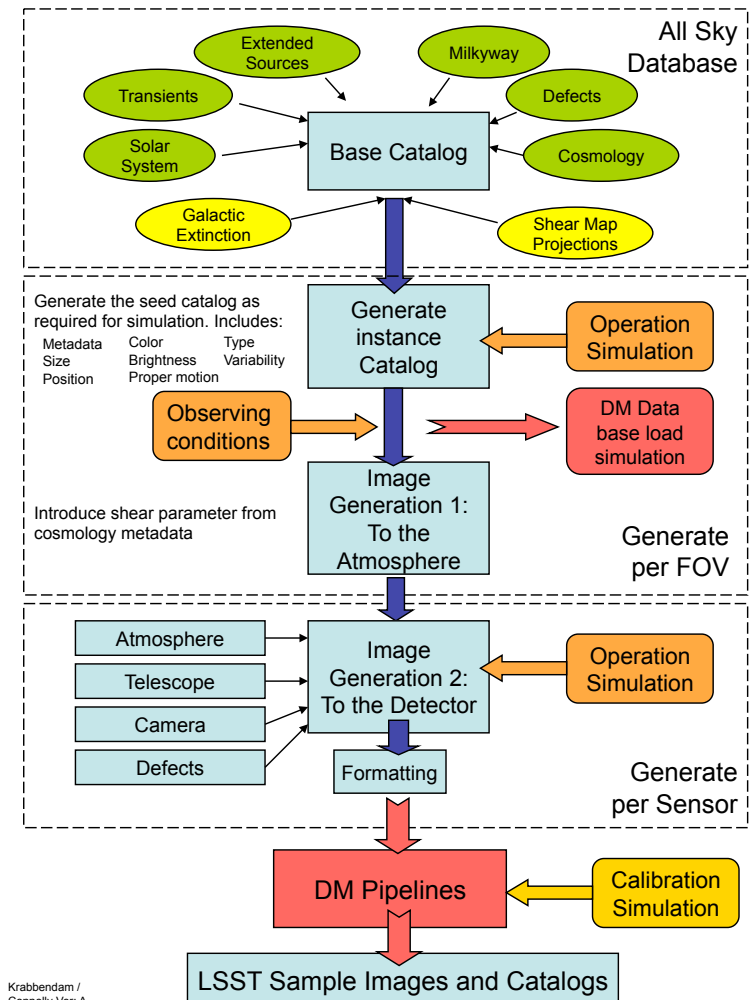 All Sky
Database
Extended
Sources
Milkyway
Transients
Defects
Solar
System
Base Catalog
Cosmology
Galactic
Extinction
Shear Map
Projections
Generate the seed catalog as
required for simulation. Includes:
Metadata Color Type
Size Brightness Variability
Position Proper motion
Generate
instance
Catalog
Operation
Simulation
Observing
conditions
DM Data
base load
simulation
Introduce shear parameter from
cosmology metadata
Image
Generation 1:
To the
Atmosphere
Generate
per FOV
Atmosphere
Telescope
Camera
Defects
Image
Generation 2:
To the Detector
Operation
Simulation
Formatting
Generate
per Sensor
DM Pipelines
Calibration
Simulation
LSST Sample Images and Catalogs
Krabbendam /